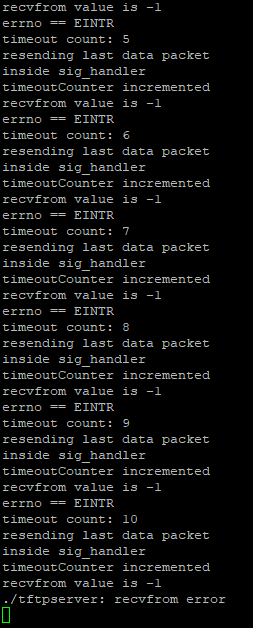 recvfrom value is -1
errno == EINTR
timeout count: 5
resending last data packet
inside sig_handler
timeoutCounter incremented
recvfrom value is -1
errno == EINTR
timeout count: 6
resending last data packet
inside sig_handler
timeoutCounter incremented
recvfrom value is -1
errno == EINTR
timeout count: 7
resending last data packet
inside sig_handler
timeoutCounter incremented
recvfrom value is -1
errno == EINTR
timeout count: 8
resending last data packet
inside sig_handler
timeoutCounter incremented
recvfrom value is -1
errno == EINTR
timeout count: 9
resending last data packet
inside sig_handler
timeoutCounter incremented
recvfrom value is -1
errno == EINTR
timeout count: 10
resending last data packet
inside sig_handler
timeoutCounter incremented
recvfrom value is -1
./tftpserver: recvfrom error